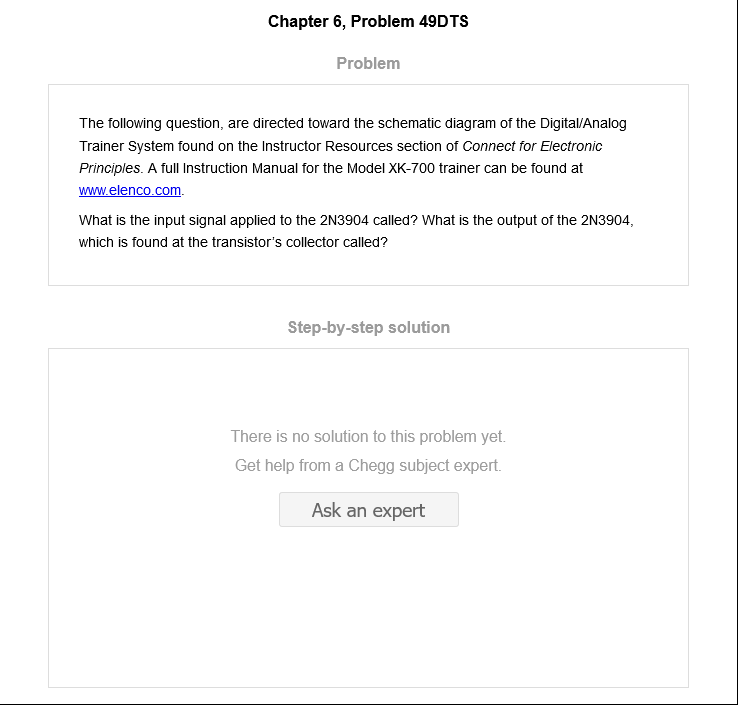 Chapter 6, Problem 49DTS
Problem
The following question, are directed toward the schematic diagram of the Digital/Analog
Trainer System found on the Instructor Resources section of Connect for Electronic
Principles. A full Instruction Manual for the Model XK-700 trainer can be found at
www.elenco.com.
What is the input signal applied to the 2N3904 called? What is the output of the 2N3904,
which is found at the transistor’s collector called?
Step-by-step solution
There is no solution to this problem yet.
Get help from a Chegg subject expert.
Ask an expert